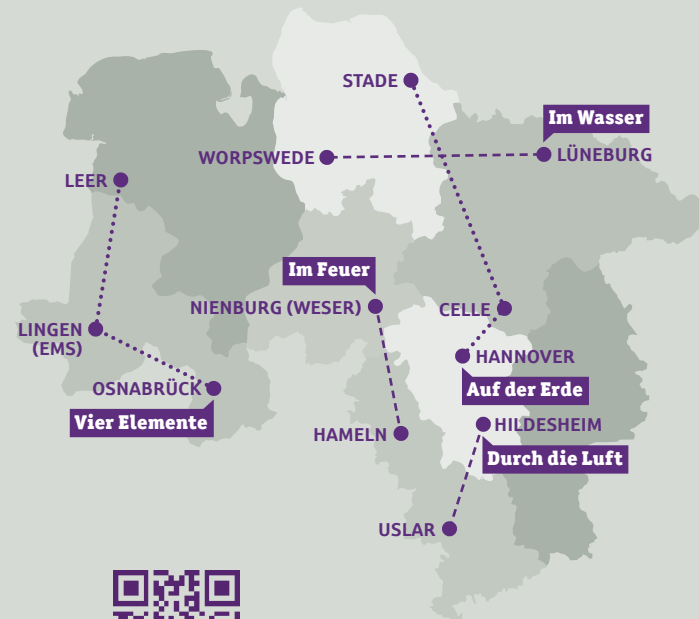 STADE
Im Wasser
WORPSWEDE
LÜNEBURG
LEER
Im Feuer
NIENBURG (WESER)
CELLE
LINGEN
(EMS)
HANNOVER
OSNABRÜCK
Auf der Erde
Vier Elemente
HAMELN
HILDESHEIM
Durch die Luft
USLAR